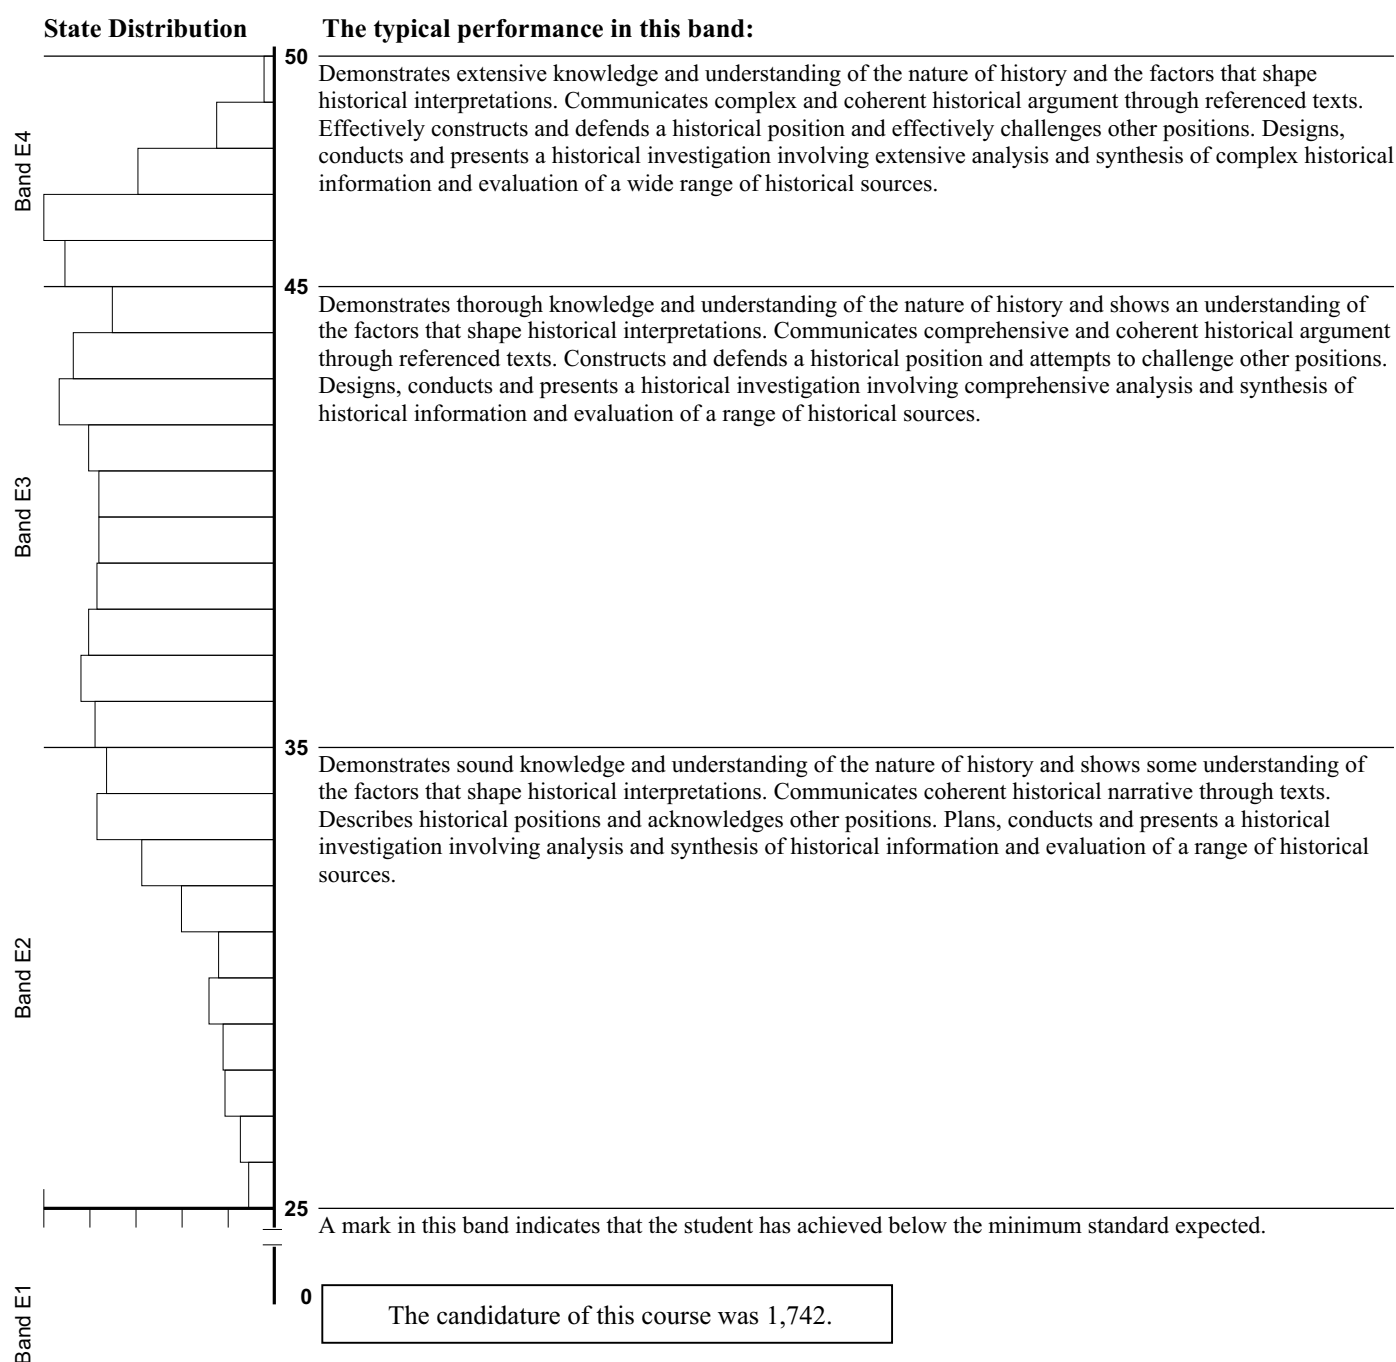 State Distribution
The typical performance in this band:
50
Demonstrates extensive knowledge and understanding of the nature of history and the factors that shape
historical interpretations. Communicates complex and coherent historical argument through referenced texts.
Effectively constructs and defends a historical position and effectively challenges other positions. Designs,
conducts and presents a historical investigation involving extensive analysis and synthesis of complex historical
information and evaluation of a wide range of historical sources.
Band E4
45
Demonstrates thorough knowledge and understanding of the nature of history and shows an understanding of
the factors that shape historical interpretations. Communicates comprehensive and coherent historical argument
through referenced texts. Constructs and defends a historical position and attempts to challenge other positions.
Designs, conducts and presents a historical investigation involving comprehensive analysis and synthesis of
historical information and evaluation of a range of historical sources.
Band E3
35
Demonstrates sound knowledge and understanding of the nature of history and shows some understanding of
the factors that shape historical interpretations. Communicates coherent historical narrative through texts.
Describes historical positions and acknowledges other positions. Plans, conducts and presents a historical
investigation involving analysis and synthesis of historical information and evaluation of a range of historical
sources.
Band E2
25
A mark in this band indicates that the student has achieved below the minimum standard expected.
0
Band E1
The candidature of this course was 1,742.